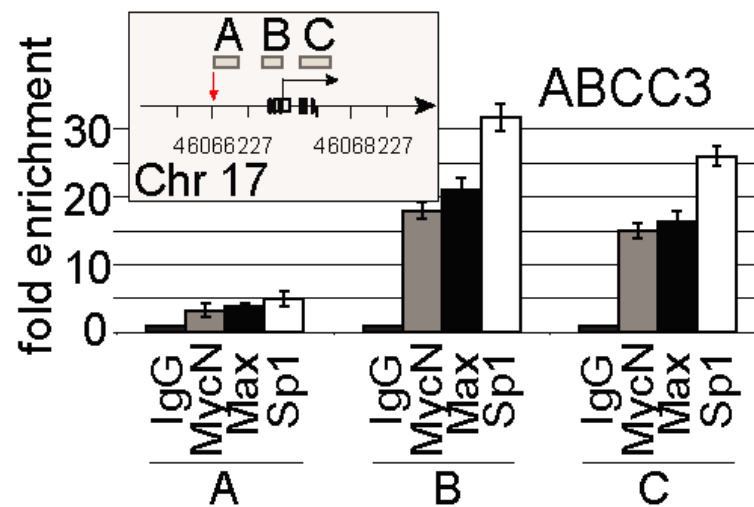 A B C
ABCC3
46066227 46068227
Chr 17
fold enrichment
30
20
10
0
IgG MycN Max Sp1 IgG MycN Max Sp1 IgG MycN Max Sp1
A B C